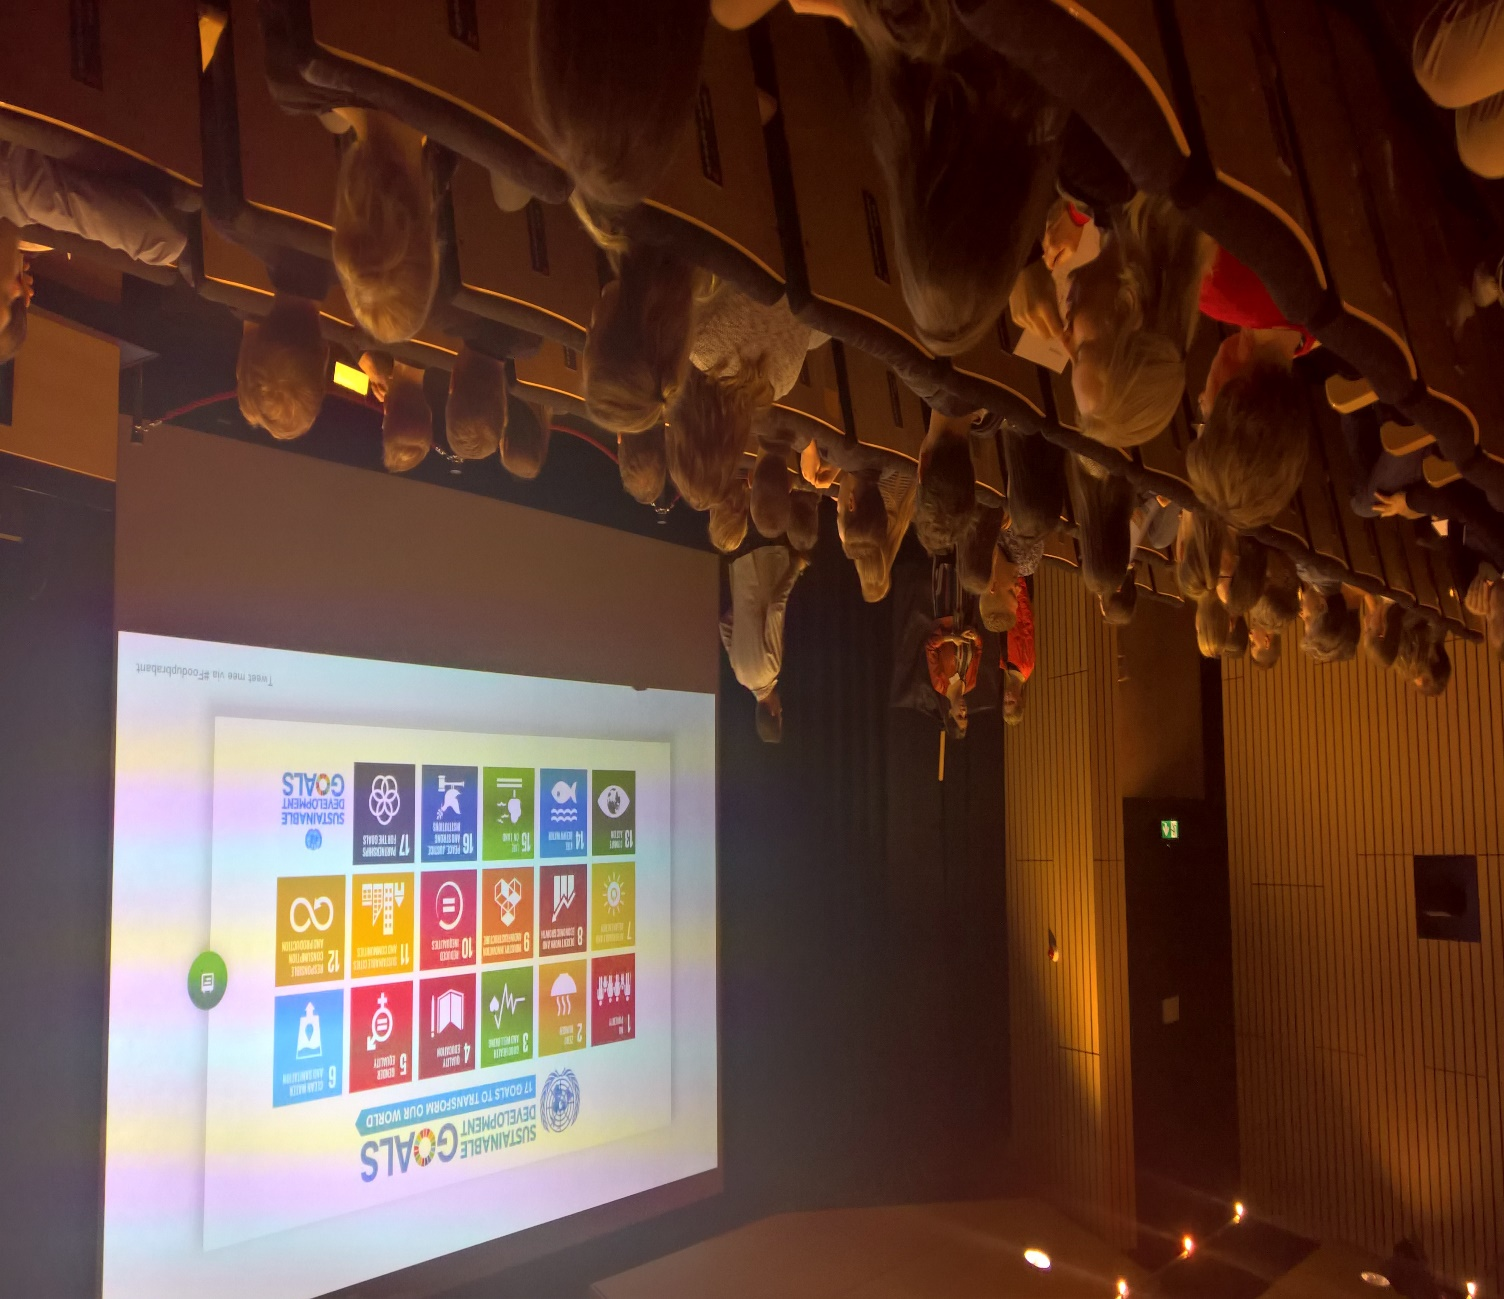 SUSTAINABLE
DEVELOPMENT
GOALS
17 GOALS TO TRANSFORM OUR WORLD
1 NO
POVERTY
2 ZERO
HUNGER
3 GOOD HEALTH
AND WELL-BEING
4 QUALITY
EDUCATION
5 GENDER
EQUALITY
6 CLEAN WATER
AND SANITATION
7
8 DECENT WORK AND
ECONOMIC GROWTH
9 INDUSTRY, INNOVATION
AND INFRASTRUCTURE
10 REDUCED
INEQUALITIES
11 SUSTAINABLE CITIES
AND COMMUNITIES
12 RESPONSIBLE
CONSUMPTION
AND PRODUCTION
13 CLIMATE
ACTION
14 LIFE
BELOW WATER
15 LIFE
ON LAND
16 PEACE, JUSTICE
AND STRONG
INSTITUTIONS
17 PARTNERSHIPS
FOR THE GOALS
SUSTAINABLE
DEVELOPMENT
GOALS
Tweet mee via #Foodupbrabant